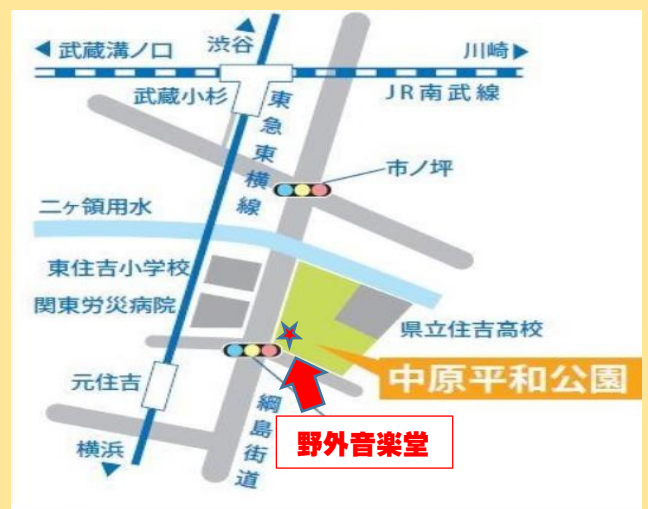 渋谷
武蔵溝ノ口
川崎
武蔵小杉
JR南武線
東急東横線
市ノ坪
二ヶ領用水
東住吉小学校
関東労災病院
県立住吉高校
中原平和公園
元住吉
綱島街道
野外音楽堂
横浜